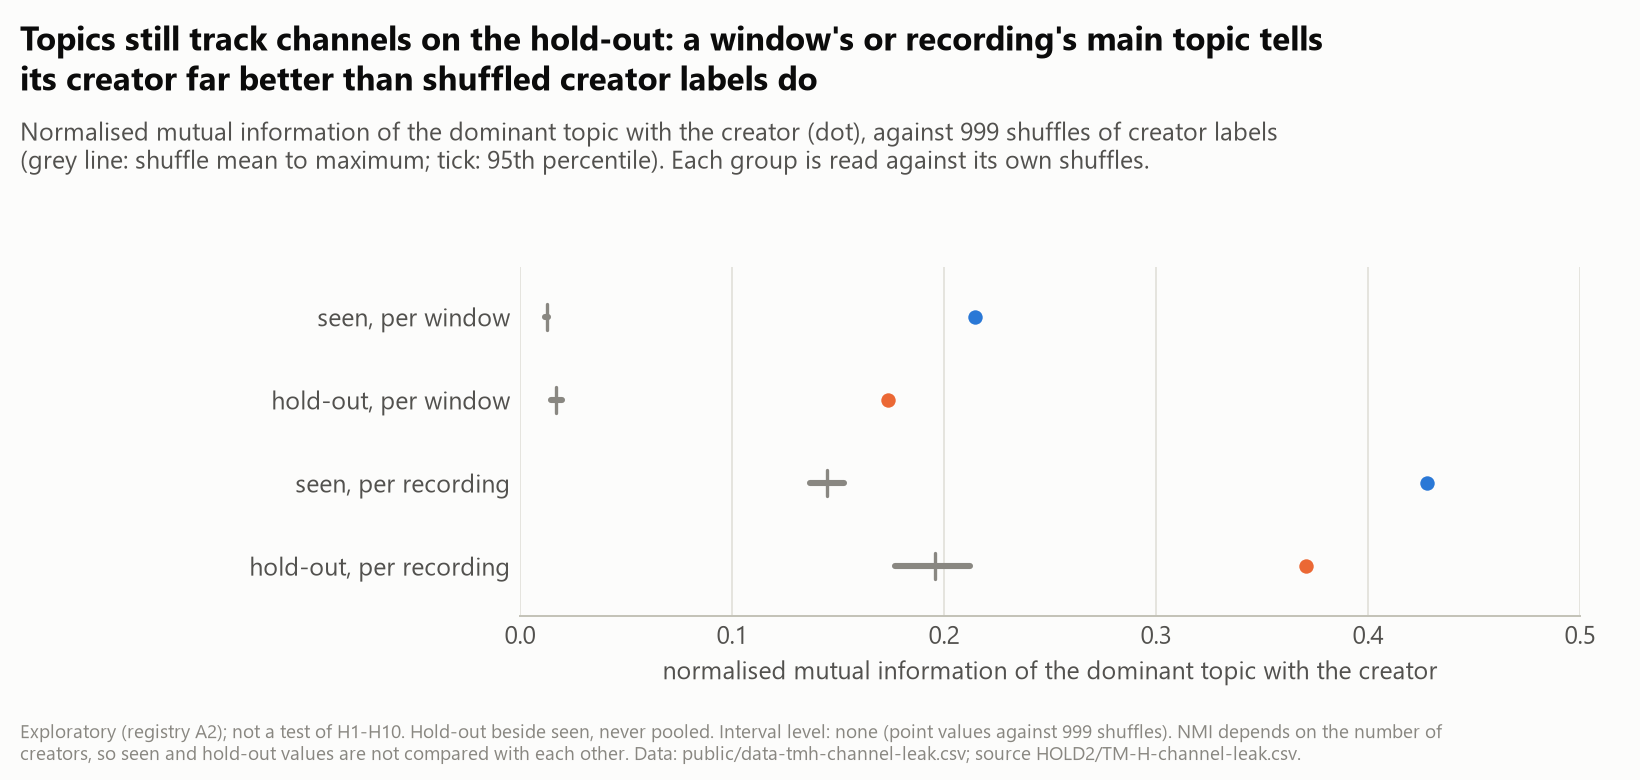 Topics still track channels on the hold-out: a window's or recording's main topic tells
its creator far better than shuffled creator labels do
Normalised mutual information of the dominant topic with the creator (dot), against 999 shuffles of creator labels
(grey line: shuffle mean to maximum; tick: 95th percentile). Each group is read against its own shuffles.
seen, per window
hold-out, per window
seen, per recording
hold-out, per recording
0.0 0.1 0.2 0.3 0.4 0.5
normalised mutual information of the dominant topic with the creator
Exploratory (registry A2); not a test of H1-H10. Hold-out beside seen, never pooled. Interval level: none (point values against 999 shuffles). NMI depends on the number of
creators, so seen and hold-out values are not compared with each other. Data: public/data-tmh-channel-leak.csv; source HOLD2/TM-H-channel-leak.csv.